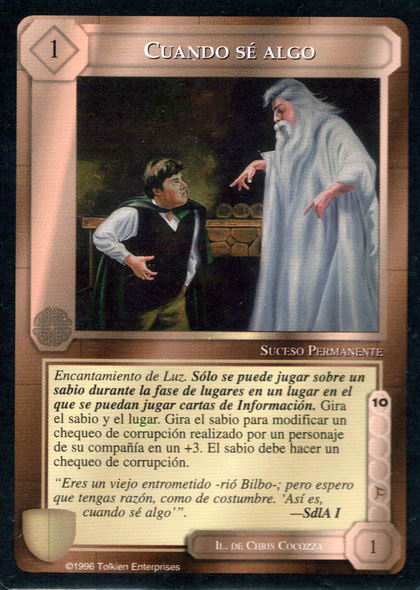 1
CUANDO SÉ ALGO
SUCESO PERMANENTE
Encantamiento de Luz. Sólo se puede jugar sobre un
sabio durante la fase de lugares en un lugar en el
que se puedan jugar cartas de Información. Gira
el sabio y el lugar. Gira el sabio para modificar un
chequeo de corrupción realizado por un personaje
de su compañía en un +3. El sabio debe hacer un
chequeo de corrupción.
10
"Eres un viejo entrometido -rió Bilbo-; pero espero
que tengas razón, como de costumbre. 'Así es,
cuando sé algo'".
—SdlA I
IL. DE CHRIS COCOZZA
1
©1996 Tolkien Enterprises